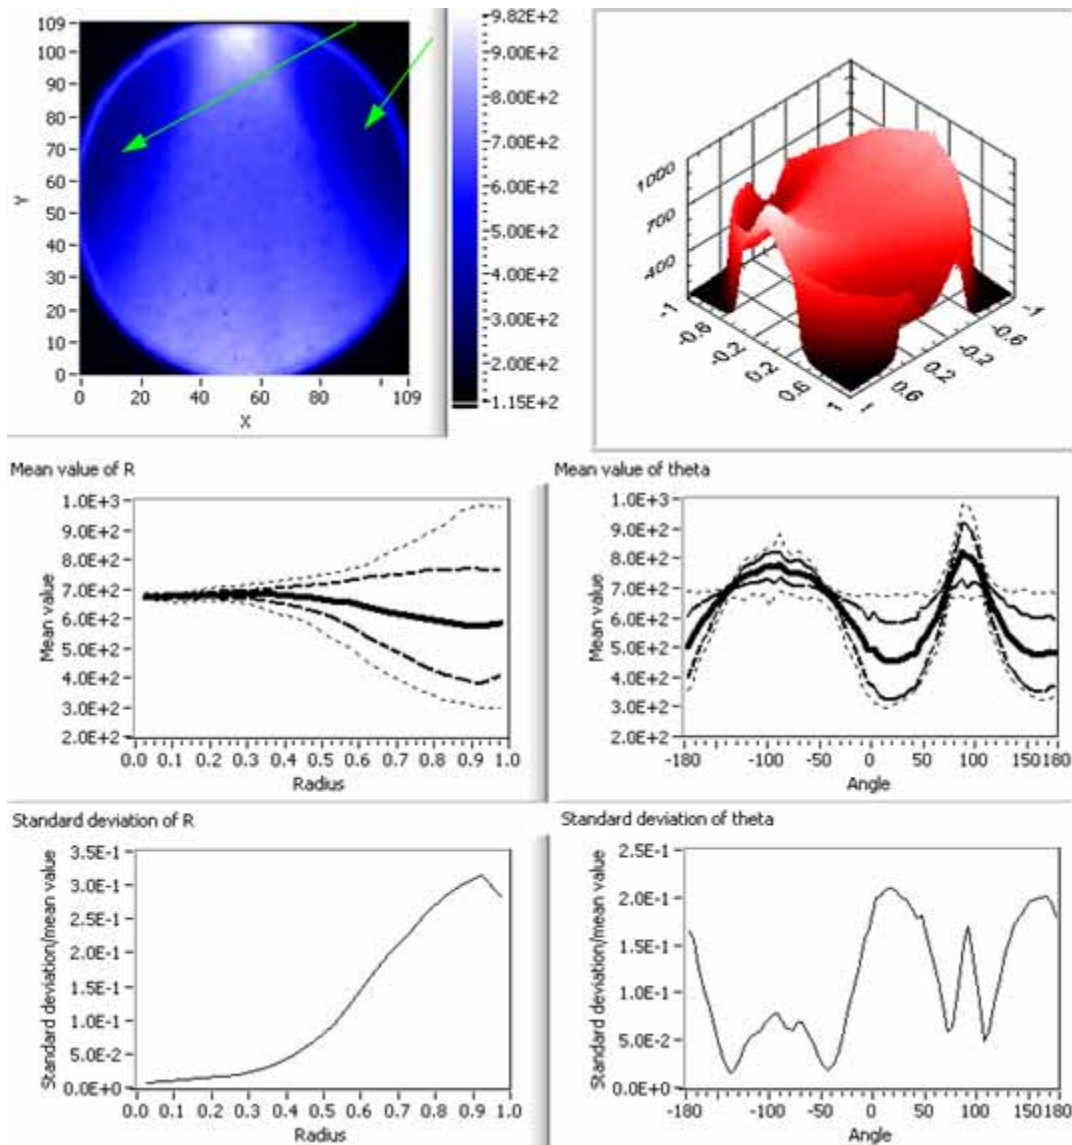 109
100
90
80
70
60
50
40
30
20
10
0
Y
0 20 40 60 80 109
X
9.82E+2
9.00E+2
8.00E+2
7.00E+2
6.00E+2
5.00E+2
4.00E+2
3.00E+2
2.00E+2
1.15E+2
1000
700
400
-1 -0.6 -0.2 0.2 0.6 1
1 0.6 0.2 -0.2 -0.6 -1
Mean value of R
Mean value
1.0E+3
9.0E+2
8.0E+2
7.0E+2
6.0E+2
5.0E+2
4.0E+2
3.0E+2
2.0E+2
0.0 0.1 0.2 0.3 0.4 0.5 0.6 0.7 0.8 0.9 1.0
Radius
Mean value of theta
Mean value
1.0E+3
9.0E+2
8.0E+2
7.0E+2
6.0E+2
5.0E+2
4.0E+2
3.0E+2
2.0E+2
-180 -100 -50 0 50 100 150 180
Angle
Standard deviation of R
Standard deviation/mean value
3.5E-1
3.0E-1
2.5E-1
2.0E-1
1.5E-1
1.0E-1
5.0E-2
0.0E+0
0.0 0.1 0.2 0.3 0.4 0.5 0.6 0.7 0.8 0.9 1.0
Radius
Standard deviation of theta
Standard deviation/mean value
2.5E-1
2.0E-1
1.5E-1
1.0E-1
5.0E-2
0.0E+0
-180 -100 -50 0 50 100 150 180
Angle